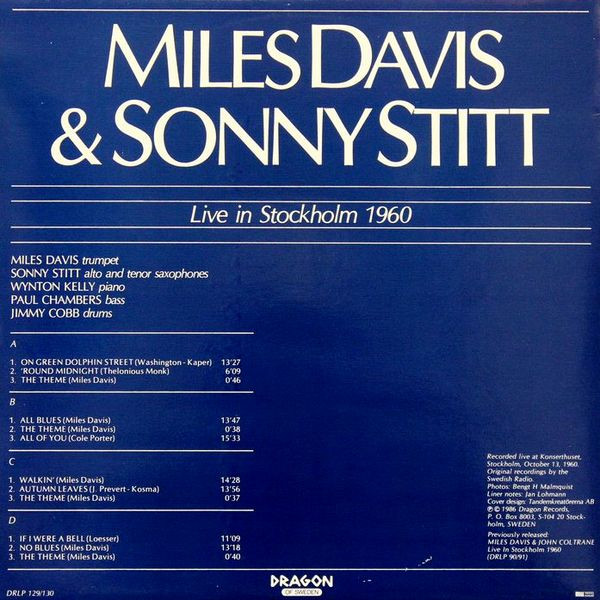 MILES DAVIS
& SONNY STITT
Live in Stockholm 1960
MILES DAVIS trumpet
SONNY STITT alto and tenor saxophones
WYNTON KELLY piano
PAUL CHAMBERS bass
JIMMY COBB drums
A
1. ON GREEN DOLPHIN STREET (Washington - Kaper) 13'27
2. 'ROUND MIDNIGHT (Thelonious Monk) 6'09
3. THE THEME (Miles Davis) 0'46
B
1. ALL BLUES (Miles Davis) 13'47
2. THE THEME (Miles Davis) 0'38
3. ALL OF YOU (Cole Porter) 15'33
C
1. WALKIN' (Miles Davis) 14'28
2. AUTUMN LEAVES (J. Prevert - Kosma) 13'56
3. THE THEME (Miles Davis) 0'37
D
1. IF I WERE A BELL (Loesser) 11'09
2. NO BLUES (Miles Davis) 13'18
3. THE THEME (Miles Davis) 0'40
Recorded live at Konserthuset,
Stockholm, October 13, 1960.
Original recordings by the
Swedish Radio.
Photos: Bengt H Malmquist
Liner notes: Jan Lohmann
Cover design: Tandemkreatörerna AB
℗ © 1986 Dragon Records,
P. O. Box 8003, S-104 20 Stock-
holm, SWEDEN
Previously released:
MILES DAVIS & JOHN COLTRANE
Live In Stockholm 1960
(DRLP 90/91)
DRLP 129/130
DRAGON
OF SWEDEN